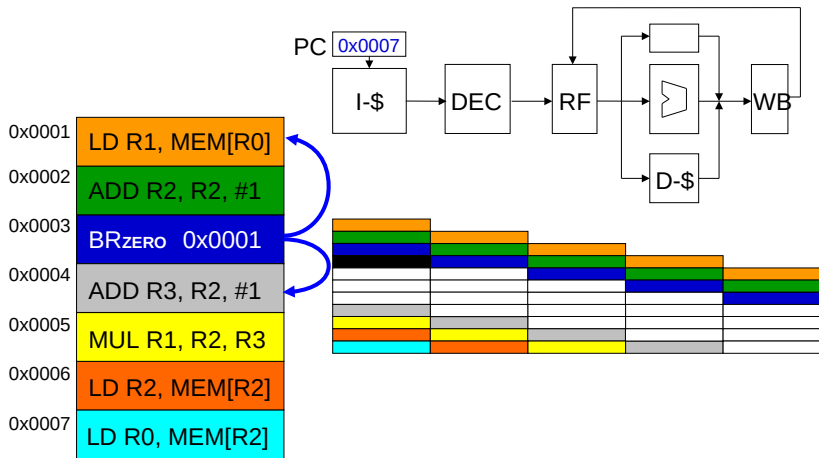 PC 0x0007
I-$ DEC RF WB
D-$
0x0001 LD R1, MEM[R0]
0x0002 ADD R2, R2, #1
0x0003 BRZERO 0x0001
0x0004 ADD R3, R2, #1
0x0005 MUL R1, R2, R3
0x0006 LD R2, MEM[R2]
0x0007 LD R0, MEM[R2]